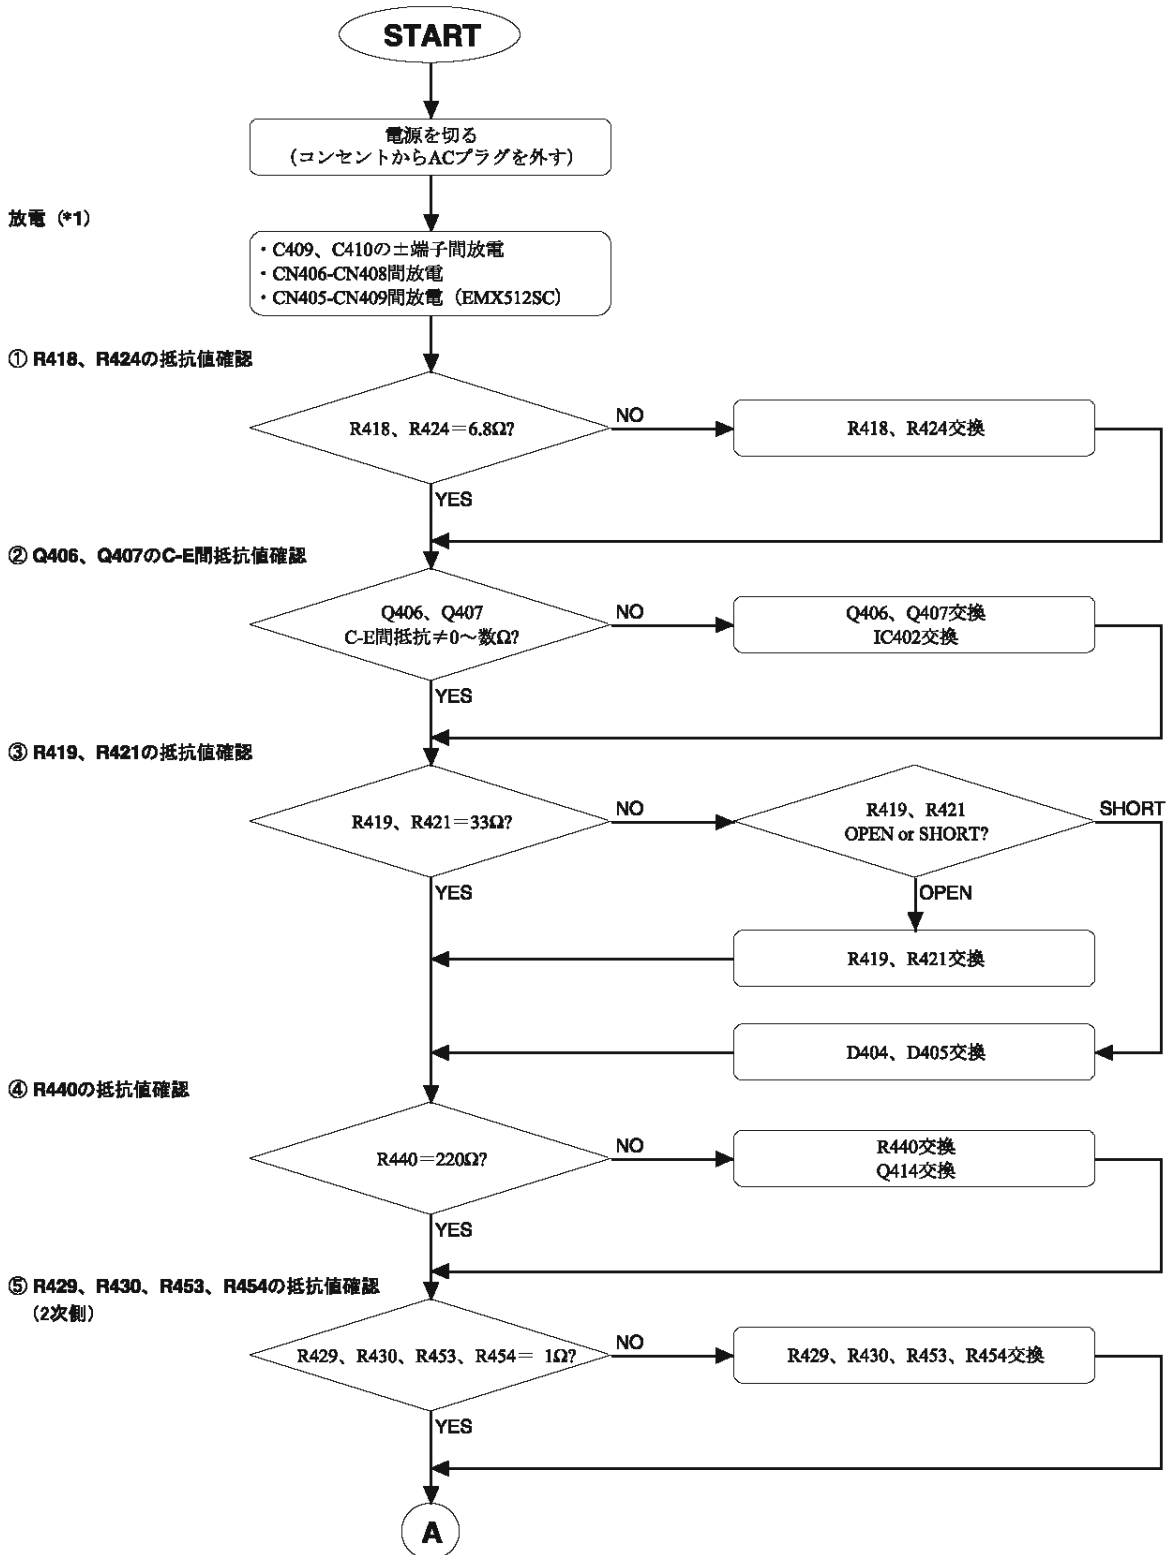 START
電源を切る
(コンセントからACプラグを外す)
放電 (*1)
・C409、C410の±端子間放電
・CN406-CN408間放電
・CN405-CN409間放電 (EMX512SC)
① R418、R424の抵抗値確認
R418、R424＝6.8Ω?
NO
R418、R424交換
YES
② Q406、Q407のC-E間抵抗値確認
Q406、Q407
C-E間抵抗≠0～数Ω?
NO
Q406、Q407交換
IC402交換
YES
③ R419、R421の抵抗値確認
R419、R421＝33Ω?
NO
R419、R421
OPEN or SHORT?
SHORT
YES
OPEN
R419、R421交換
D404、D405交換
④ R440の抵抗値確認
R440＝220Ω?
NO
R440交換
Q414交換
YES
⑤ R429、R430、R453、R454の抵抗値確認
(2次側)
R429、R430、R453、R454＝ 1Ω?
NO
R429、R430、R453、R454交換
YES
A